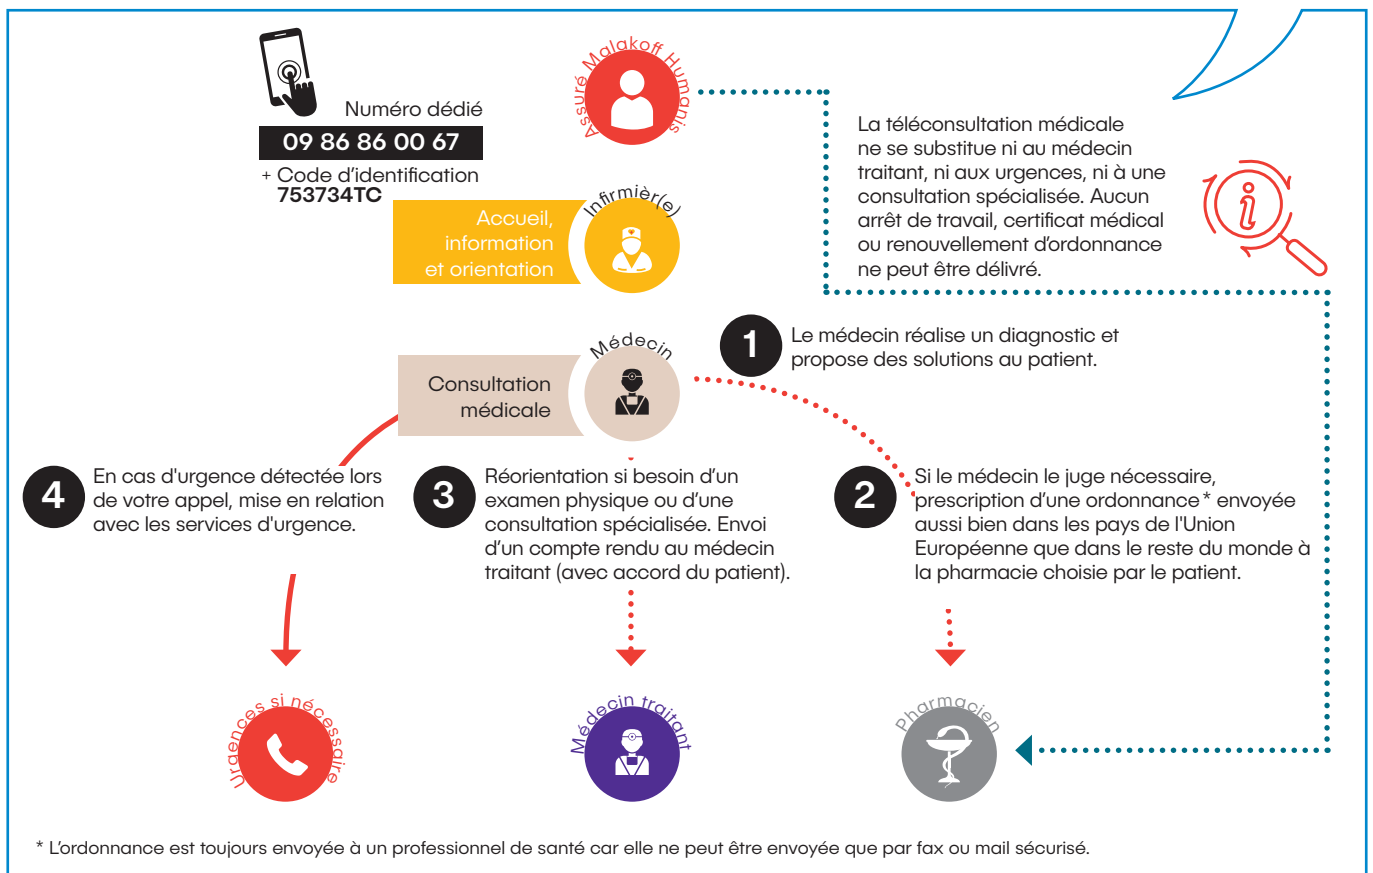 Numéro dédié
09 86 86 00 67
+ Code d'identification
753734TC
Assuré Malakoff Humanis
La téléconsultation médicale
ne se substitue ni au médecin
traitant, ni aux urgences, ni à une
consultation spécialisée. Aucun
arrêt de travail, certificat médical
ou renouvellement d'ordonnance
ne peut être délivré.
Accueil,
information
et orientation
Infirmièr(e)
Consultation
médicale
Médecin
1
Le médecin réalise un diagnostic et
propose des solutions au patient.
4
En cas d'urgence détectée lors
de votre appel, mise en relation
avec les services d'urgence.
3
Réorientation si besoin d'un
examen physique ou d'une
consultation spécialisée. Envoi
d'un compte rendu au médecin
traitant (avec accord du patient).
2
Si le médecin le juge nécessaire,
prescription d'une ordonnance * envoyée
aussi bien dans les pays de l'Union
Européenne que dans le reste du monde à
la pharmacie choisie par le patient.
Urgences si nécessaire
Médecin traitant
Pharmacien
* L'ordonnance est toujours envoyée à un professionnel de santé car elle ne peut être envoyée que par fax ou mail sécurisé.